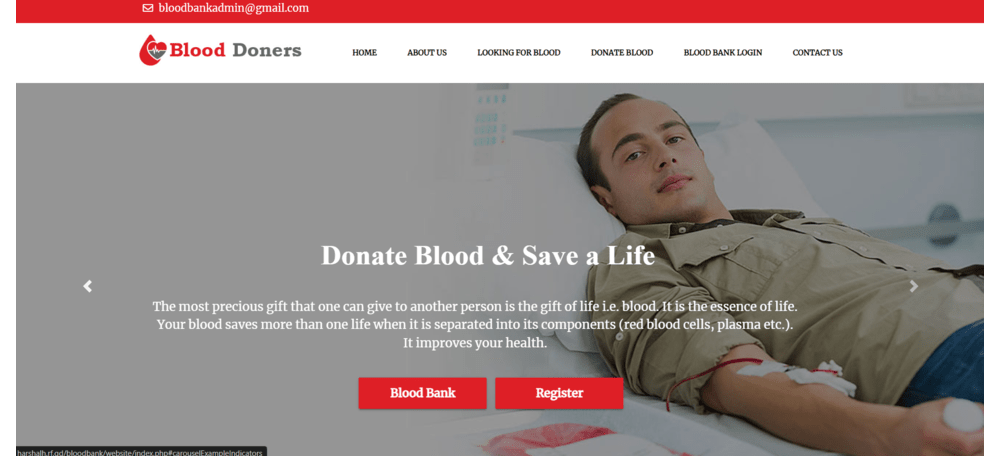 bloodbankadmin@gmail.com
Blood Doners
HOME ABOUT US LOOKING FOR BLOOD DONATE BLOOD BLOOD BANK LOGIN CONTACT US
Donate Blood & Save a Life
The most precious gift that one can give to another person is the gift of life i.e. blood. It is the essence of life.
Your blood saves more than one life when it is separated into its components (red blood cells, plasma etc.).
It improves your health.
Blood Bank Register
harshalh.rf.gd/bloodbank/website/index.php#carouselExampleIndicators